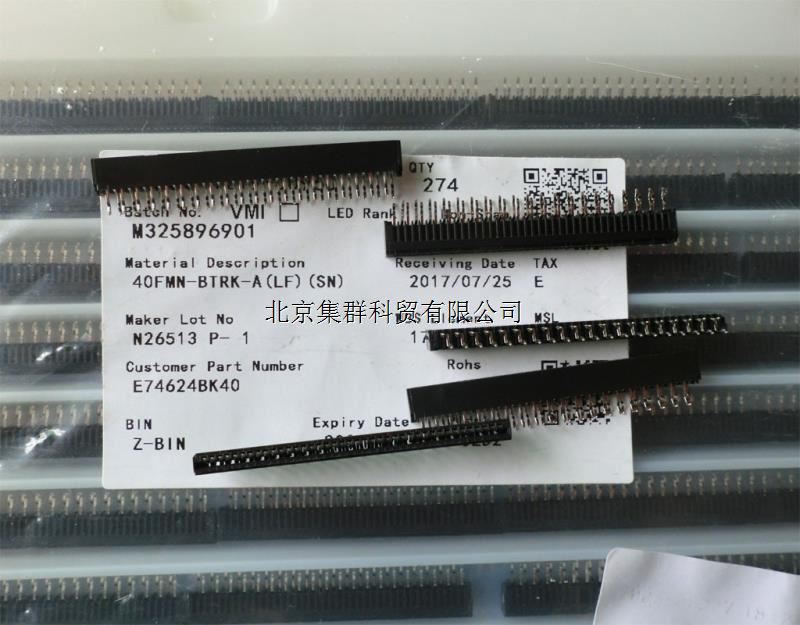 QTY
274
Batch No. VMI LED Rank
M325896901
Material Description Receiving Date TAX
40FMN-BTRK-A(LF)(SN) 2017/07/25 E
北京集群科贸有限公司
Maker Lot No MSL
N26513 P- 1
Customer Part Number Rohs
E74624BK40
BIN Expiry Date
Z-BIN